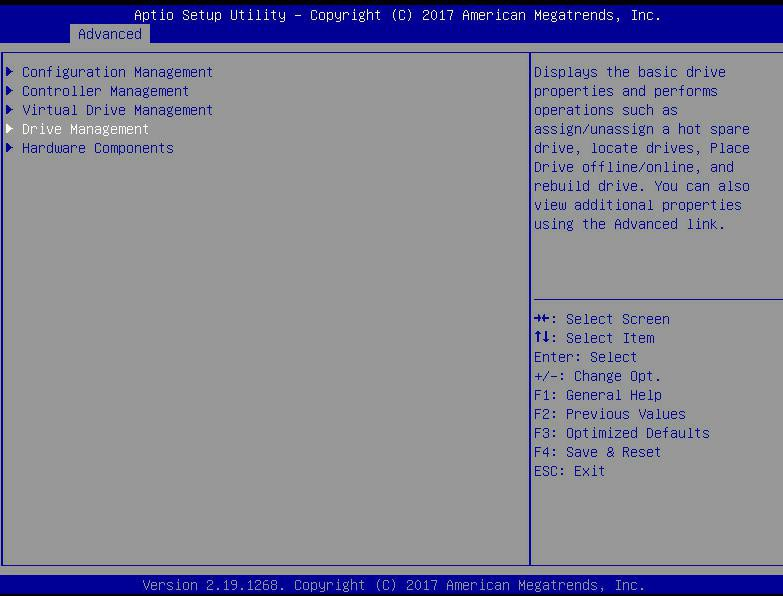 Aptio Setup Utility – Copyright (C) 2017 American Megatrends, Inc.
Advanced
Configuration Management
Controller Management
Virtual Drive Management
Drive Management
Hardware Components
Displays the basic drive
properties and performs
operations such as
assign/unassign a hot spare
drive, locate drives, Place
Drive offline/online, and
rebuild drive. You can also
view additional properties
using the Advanced link.
→←: Select Screen
↑↓: Select Item
Enter: Select
+/-: Change Opt.
F1: General Help
F2: Previous Values
F3: Optimized Defaults
F4: Save & Reset
ESC: Exit
Version 2.19.1268. Copyright (C) 2017 American Megatrends, Inc.